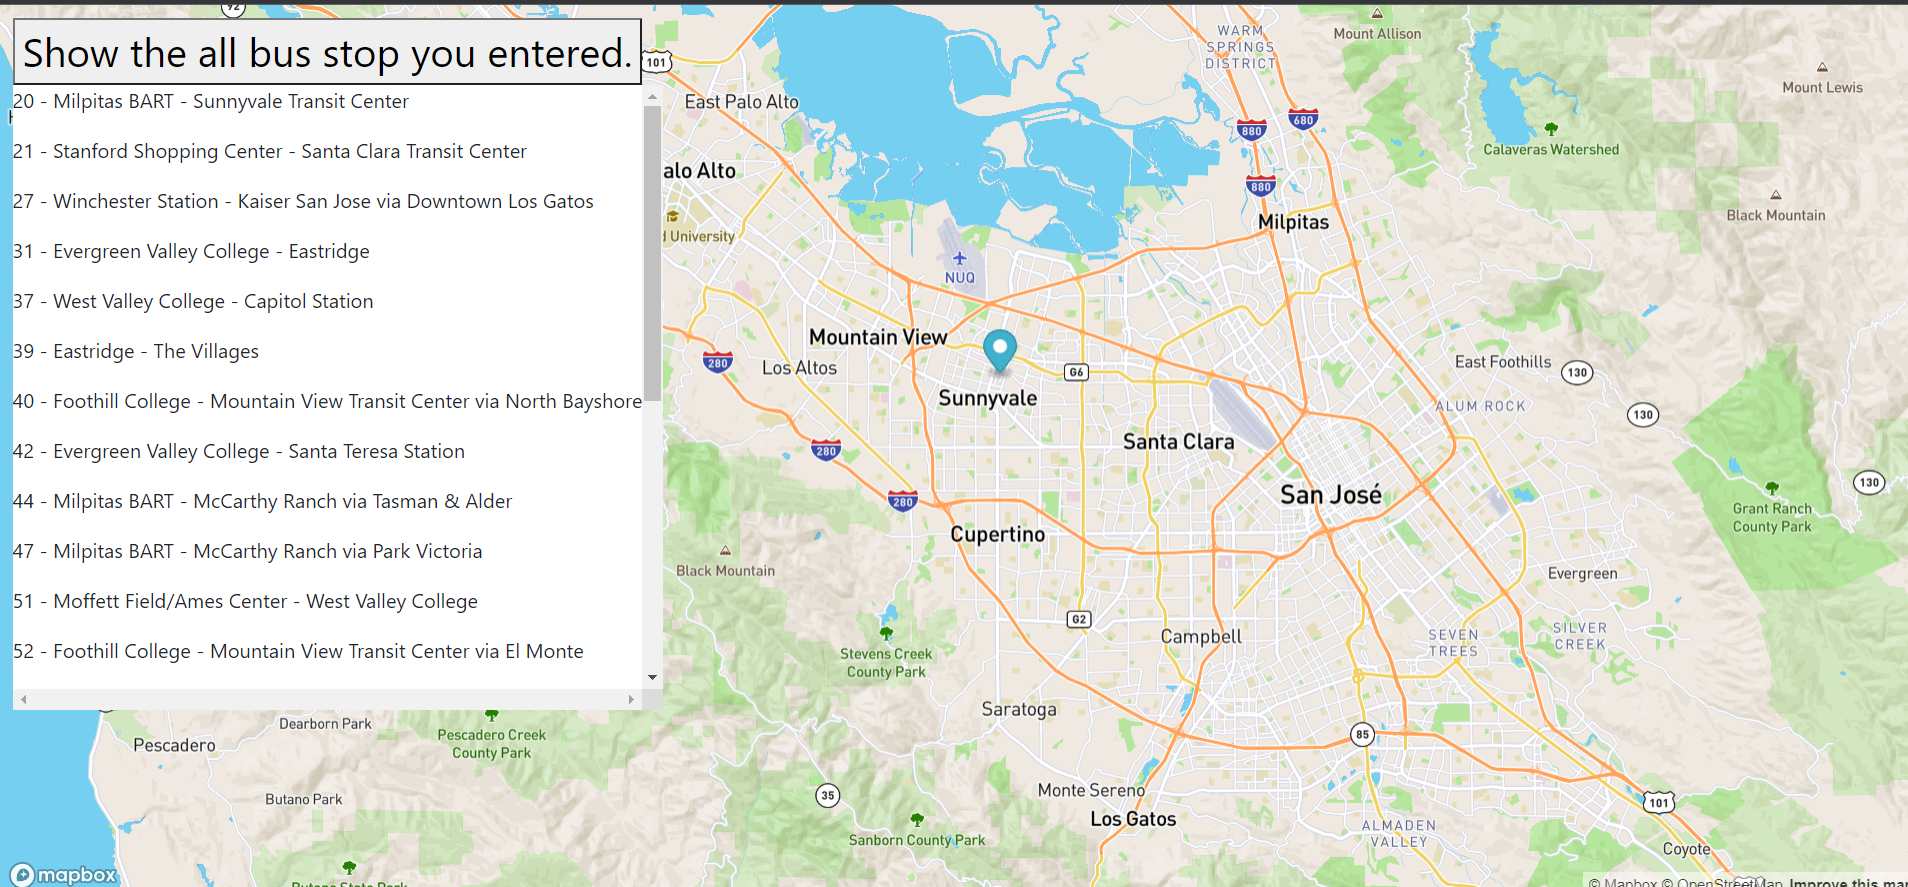 92
Show the all bus stop you entered.
20 - Milpitas BART - Sunnyvale Transit Center
21 - Stanford Shopping Center - Santa Clara Transit Center
27 - Winchester Station - Kaiser San Jose via Downtown Los Gatos
31 - Evergreen Valley College - Eastridge
37 - West Valley College - Capitol Station
39 - Eastridge - The Villages
40 - Foothill College - Mountain View Transit Center via North Bayshore
42 - Evergreen Valley College - Santa Teresa Station
44 - Milpitas BART - McCarthy Ranch via Tasman & Alder
47 - Milpitas BART - McCarthy Ranch via Park Victoria
51 - Moffett Field/Ames Center - West Valley College
52 - Foothill College - Mountain View Transit Center via El Monte
WARM
SPRINGS
DISTRICT
Mount Allison
101
Mount Lewis
East Palo Alto
880
680
Calaveras Watershed
alo Alto
880
Milpitas
Black Mountain
d University
NUQ
Mountain View
Los Altos
280
G6
East Foothills
130
Sunnyvale
ALUM ROCK
130
Santa Clara
280
280
San José
130
Grant Ranch
County Park
Cupertino
Black Mountain
Evergreen
G2
Campbell
SEVEN
TREES
SILVER
CREEK
Stevens Creek
County Park
Saratoga
Dearborn Park
Pescadero
Pescadero Creek
County Park
85
35
Butano Park
Monte Sereno
Los Gatos
101
Sanborn County Park
ALMADEN
VALLEY
Coyote
mapbox
Butano State Park
© Mapbox © OpenStreetMap Improve this map